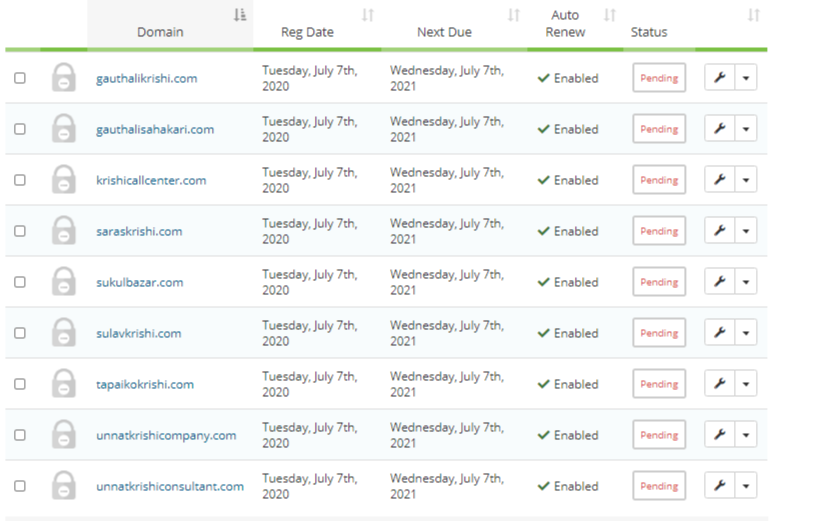 Domain Reg Date Next Due Auto Renew Status
gauthalikrishi.com Tuesday, July 7th, 2020 Wednesday, July 7th, 2021 Enabled Pending
gauthalisahakari.com Tuesday, July 7th, 2020 Wednesday, July 7th, 2021 Enabled Pending
krishicallcenter.com Tuesday, July 7th, 2020 Wednesday, July 7th, 2021 Enabled Pending
saraskrishi.com Tuesday, July 7th, 2020 Wednesday, July 7th, 2021 Enabled Pending
sukulbazar.com Tuesday, July 7th, 2020 Wednesday, July 7th, 2021 Enabled Pending
sulavkrishi.com Tuesday, July 7th, 2020 Wednesday, July 7th, 2021 Enabled Pending
tapaikokrishi.com Tuesday, July 7th, 2020 Wednesday, July 7th, 2021 Enabled Pending
unnatkrishicompany.com Tuesday, July 7th, 2020 Wednesday, July 7th, 2021 Enabled Pending
unnatkrishiconsultant.com Tuesday, July 7th, 2020 Wednesday, July 7th, 2021 Enabled Pending